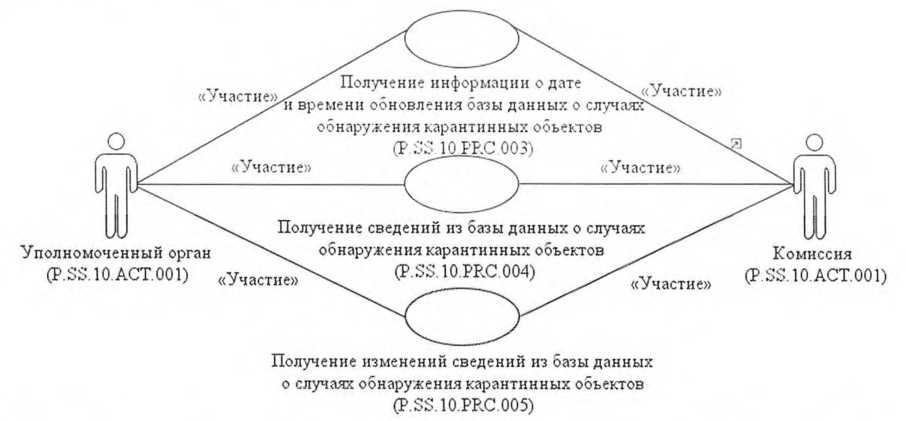 «Участие»
«Участие»
Получение информации о дате
и времени обновления базы данных о случаях
обнаружения карантинных объектов
(P.SS.10.PRC.003)
«Участие»
«Участие»
Получение сведений из базы данных о случаях
обнаружения карантинных объектов
(P.SS.10.PRC.004)
Уполномоченный орган
(P.SS.10.ACT.001)
Комиссия
(P.SS.10.ACT.001)
«Участие»
«Участие»
Получение изменений сведений из базы данных
о случаях обнаружения карантинных объектов
(P.SS.10.PRC.005)